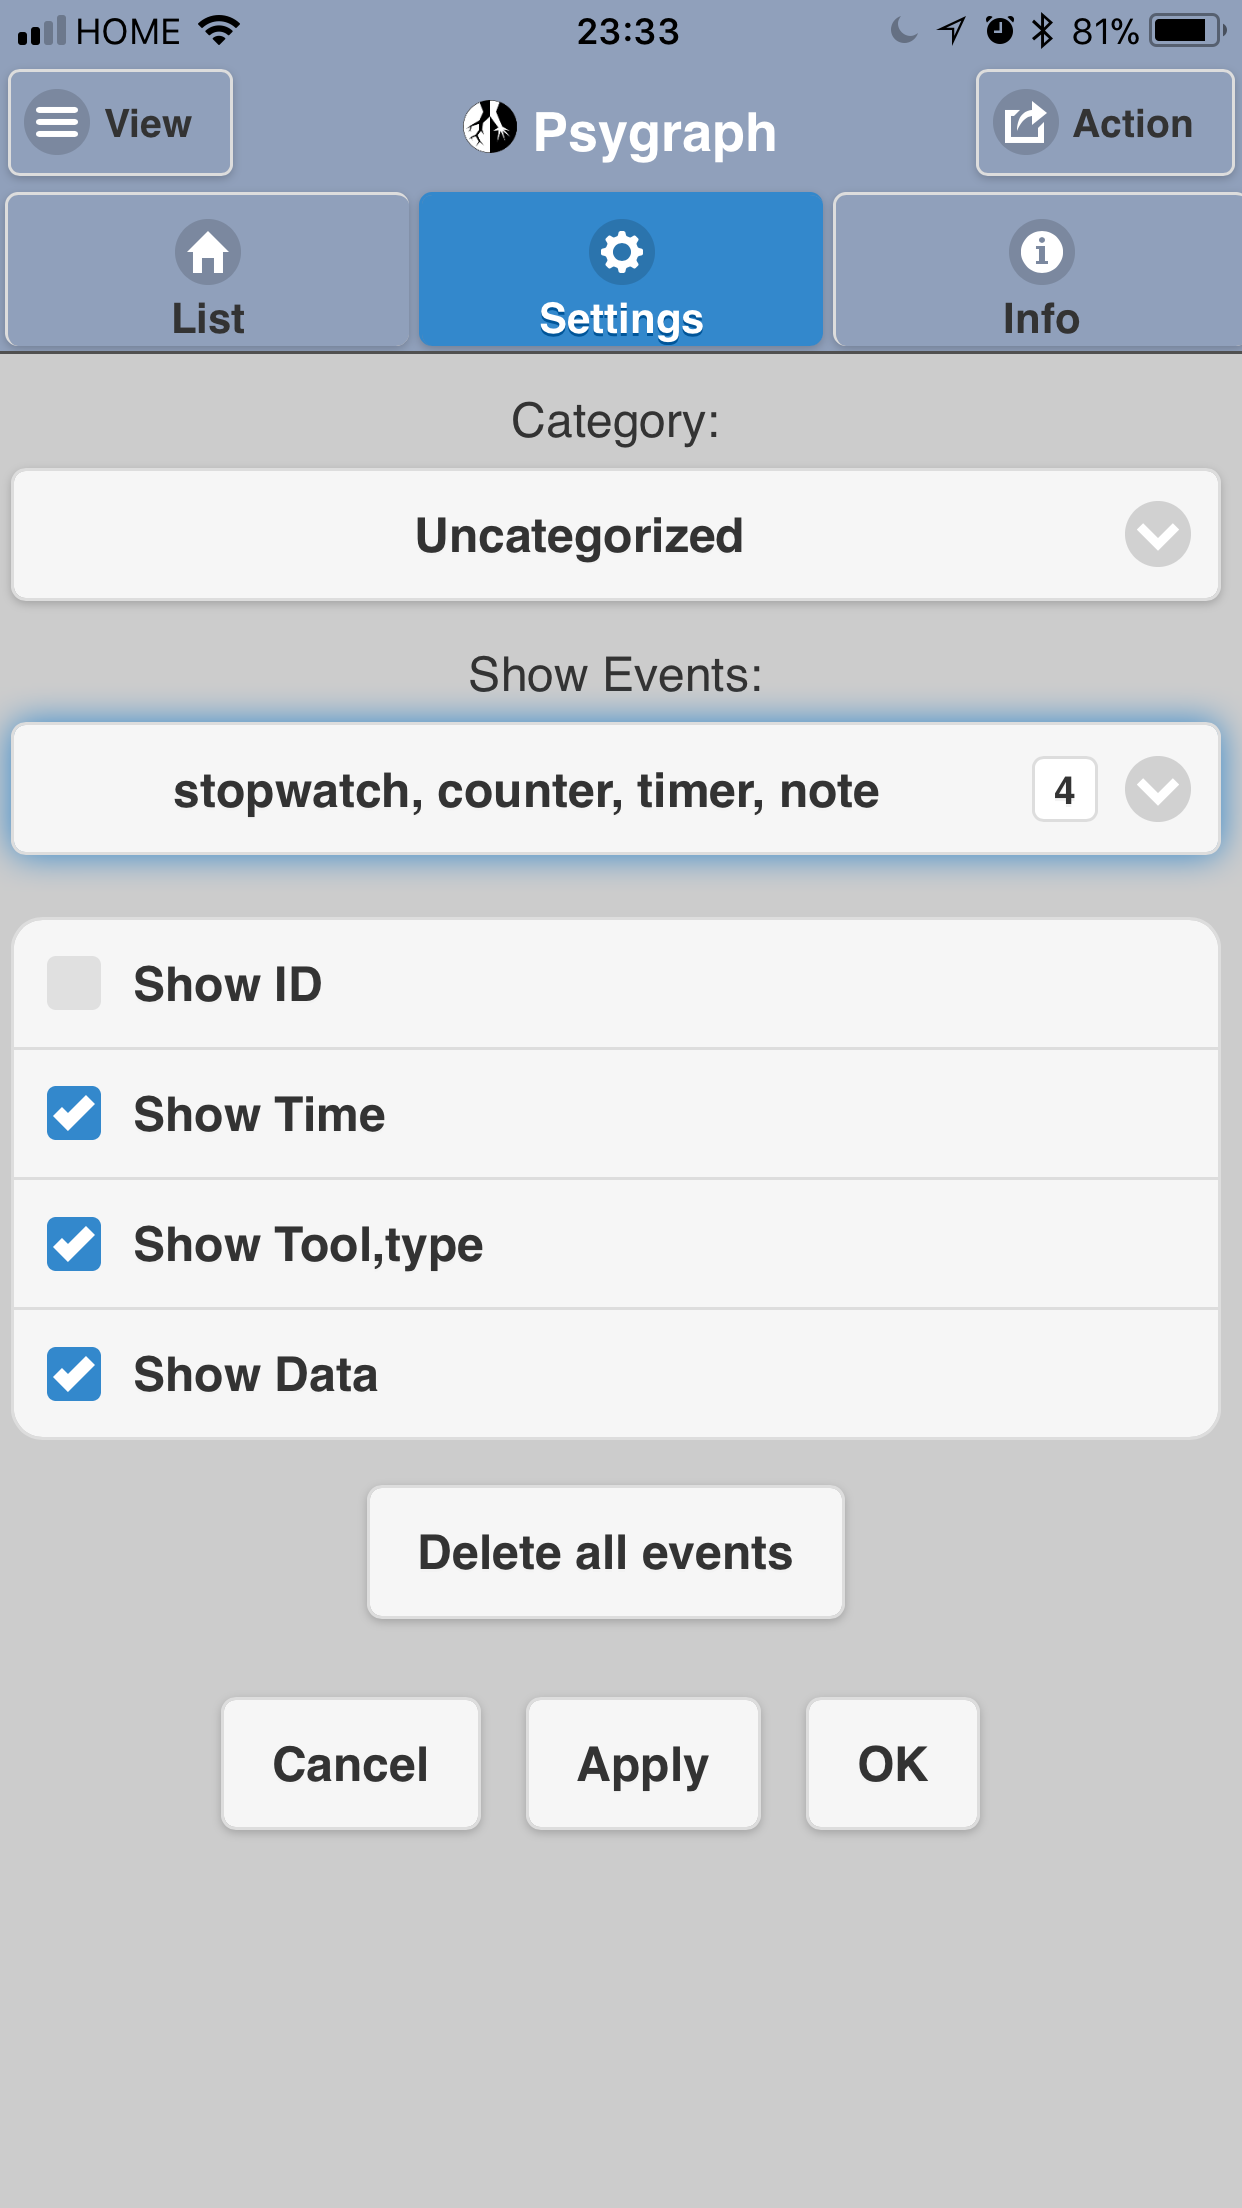 HOME 23:33 81%
View Psygraph Action
List Settings Info
Category:
Uncategorized
Show Events:
stopwatch, counter, timer, note 4
Show ID
Show Time
Show Tool,type
Show Data
Delete all events
Cancel Apply OK